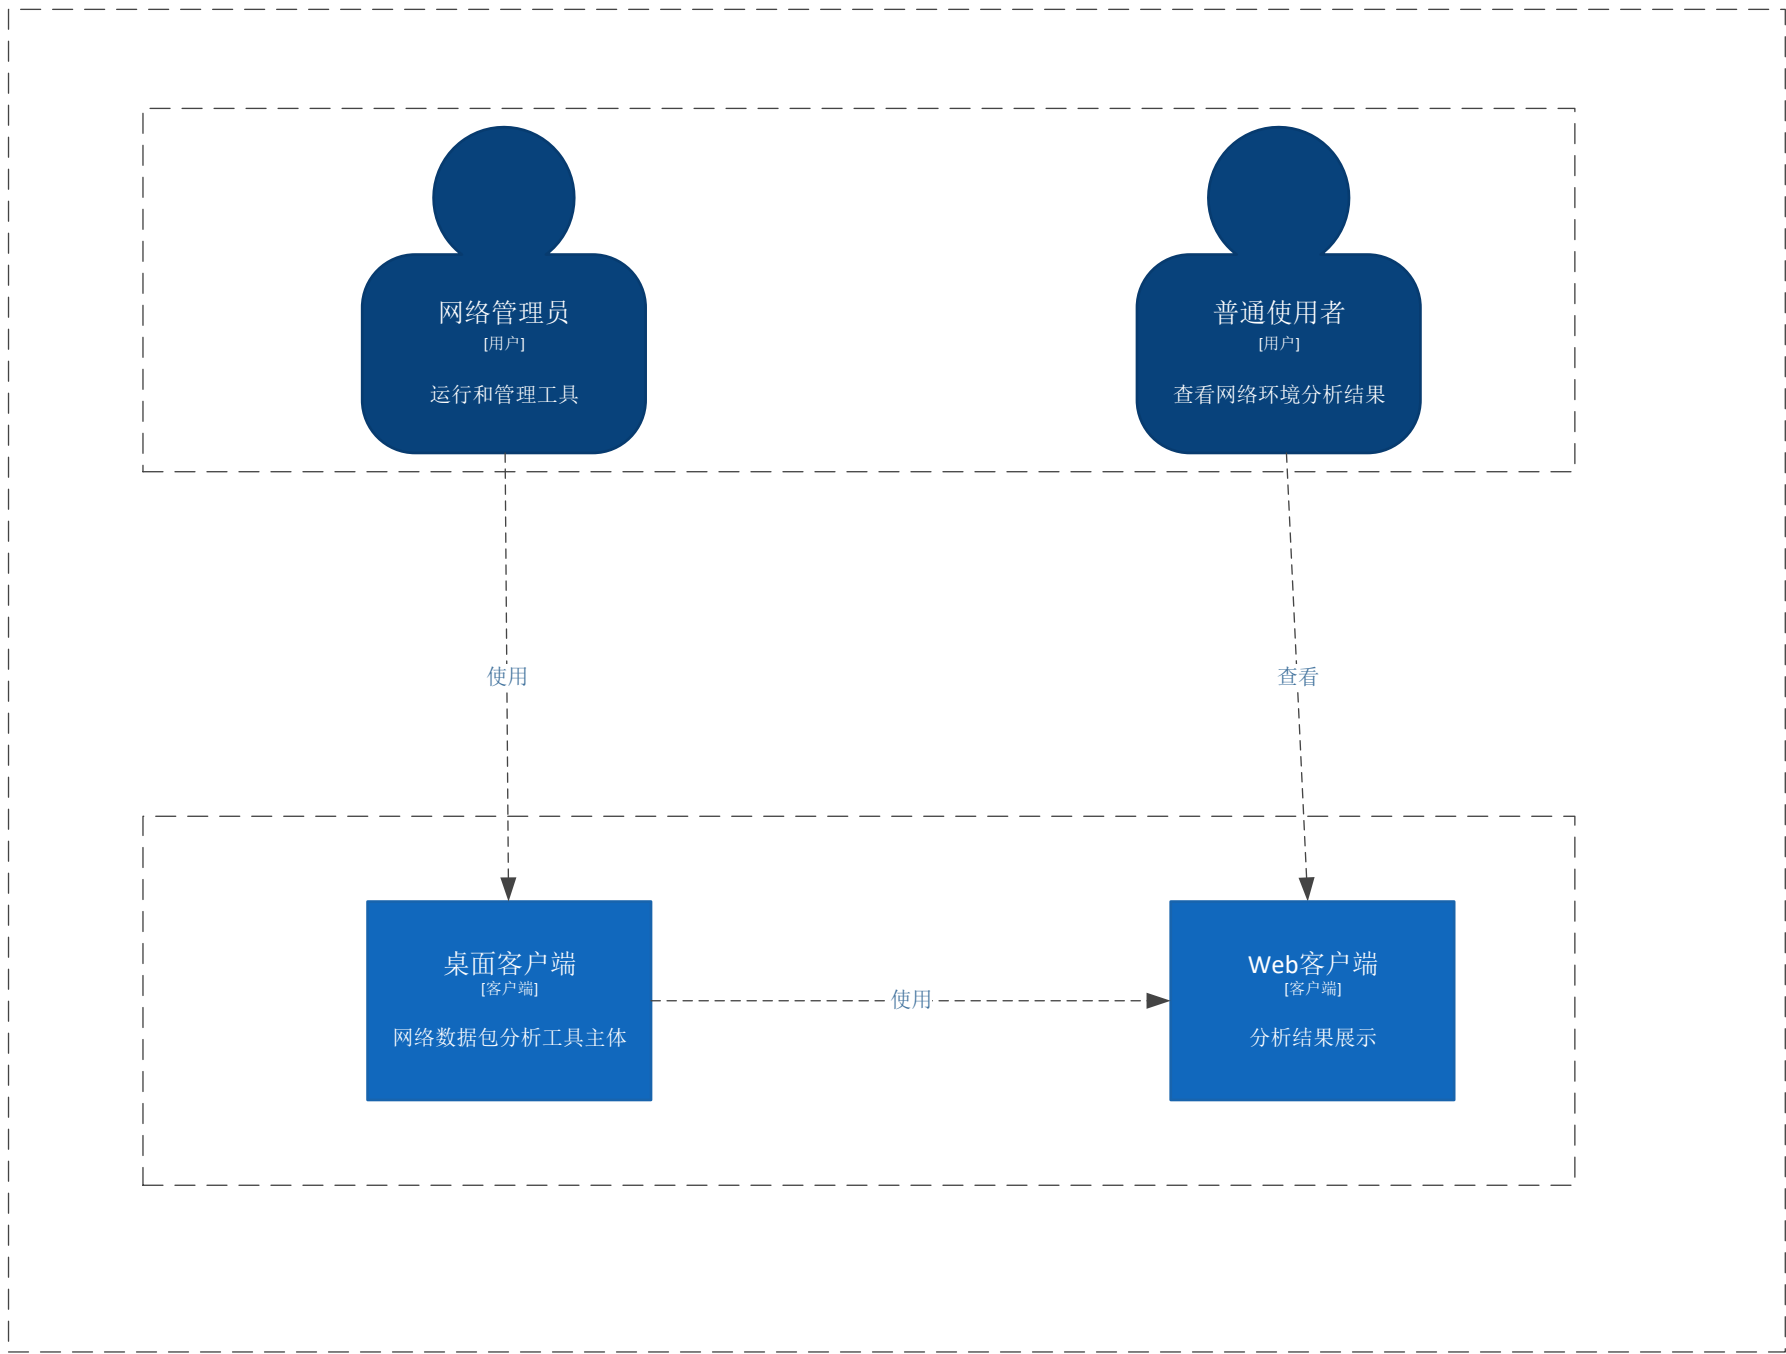 网络管理员
[用户]
运行和管理工具
普通使用者
[用户]
查看网络环境分析结果
使用
查看
桌面客户端
[客户端]
网络数据包分析工具主体
使用
Web客户端
[客户端]
分析结果展示